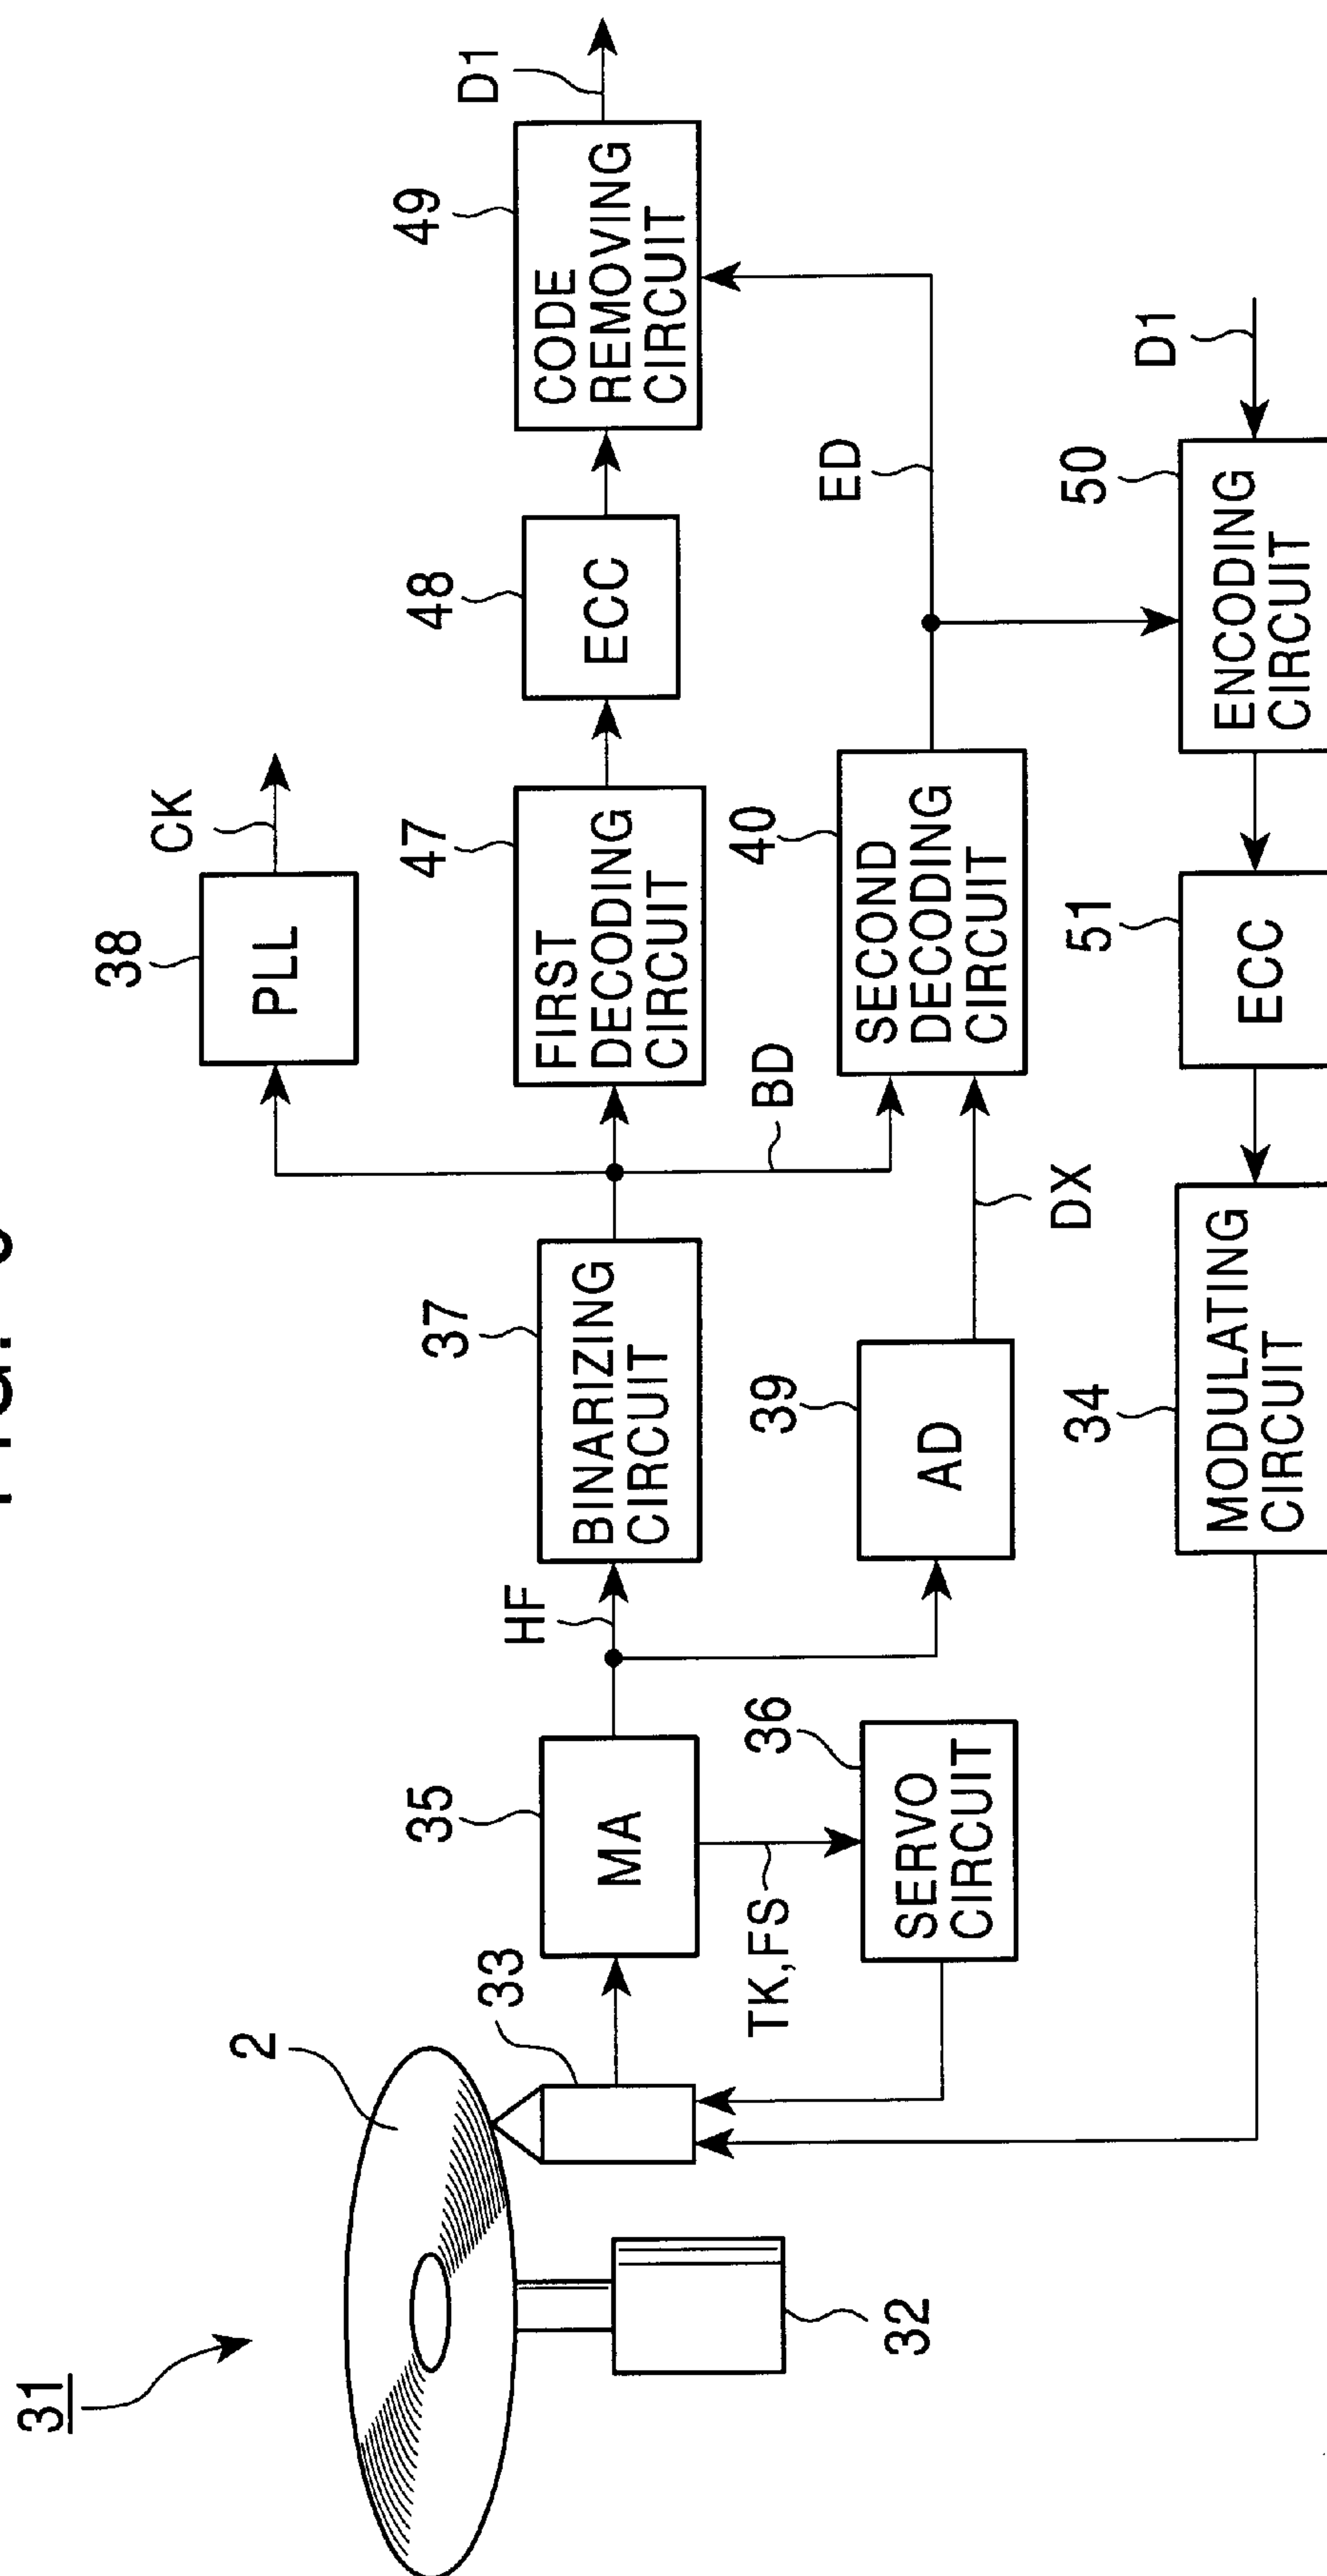 31
2
32
33
35
MA
TK,FS
36
SERVO
CIRCUIT
HF
37
BINARIZING
CIRCUIT
39
AD
DX
BD
38
PLL
CK
47
FIRST
DECODING
CIRCUIT
40
SECOND
DECODING
CIRCUIT
48
ECC
ED
49
CODE
REMOVING
CIRCUIT
D1
D1
50
ENCODING
CIRCUIT
51
ECC
34
MODULATING
CIRCUIT